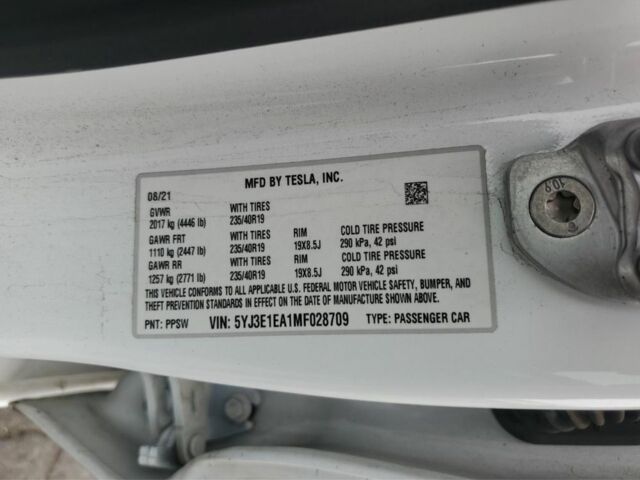 MFD BY TESLA, INC.
08/21
GVWR WITH TIRES
2017 kg (4446 lb) 235/40R19
GAWR FRT WITH TIRES RIM COLD TIRE PRESSURE
1110 kg (2447 lb) 235/40R19 19X8.5J 290 kPa, 42 psi
GAWR RR WITH TIRES RIM COLD TIRE PRESSURE
1257 kg (2771 lb) 235/40R19 19X8.5J 290 kPa, 42 psi
THIS VEHICLE CONFORMS TO ALL APPLICABLE U.S. FEDERAL MOTOR VEHICLE SAFETY, BUMPER, AND
THEFT PREVENTION STANDARDS IN EFFECT ON THE DATE OF MANUFACTURE SHOWN ABOVE.
PNT: PPSW VIN: 5YJ3E1EA1MF028709 TYPE: PASSENGER CAR
10.9